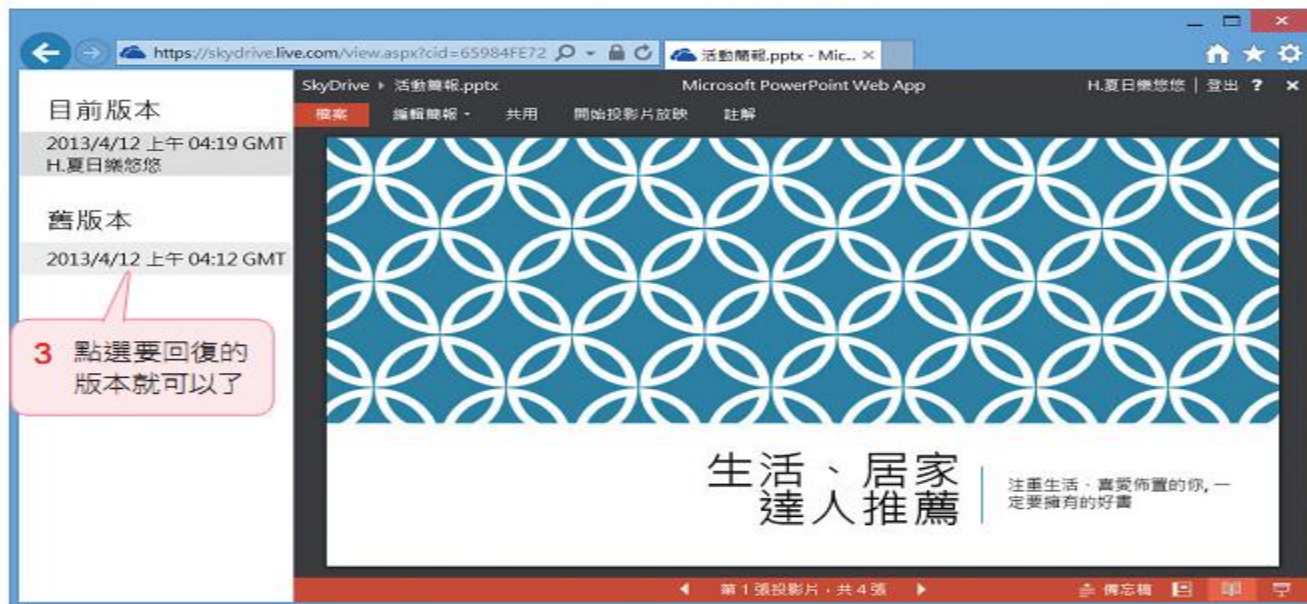 https://skydrive.live.com/view.aspx?cid=65984FE72
活動簡報.pptx - Mic...
目前版本
2013/4/12 上午 04:19 GMT
H.夏日樂悠悠
舊版本
2013/4/12 上午 04:12 GMT
3 點選要回復的
版本就可以了
SkyDrive 活動簡報.pptx
Microsoft PowerPoint Web App
H.夏日樂悠悠 | 登出 ?
檔案 編輯簡報 共用 開始投影片放映 註解
生活、居家
達人推薦
注重生活、喜愛佈置的你, 一
定要擁有的好書
第 1 張投影片，共 4 張
備忘稿